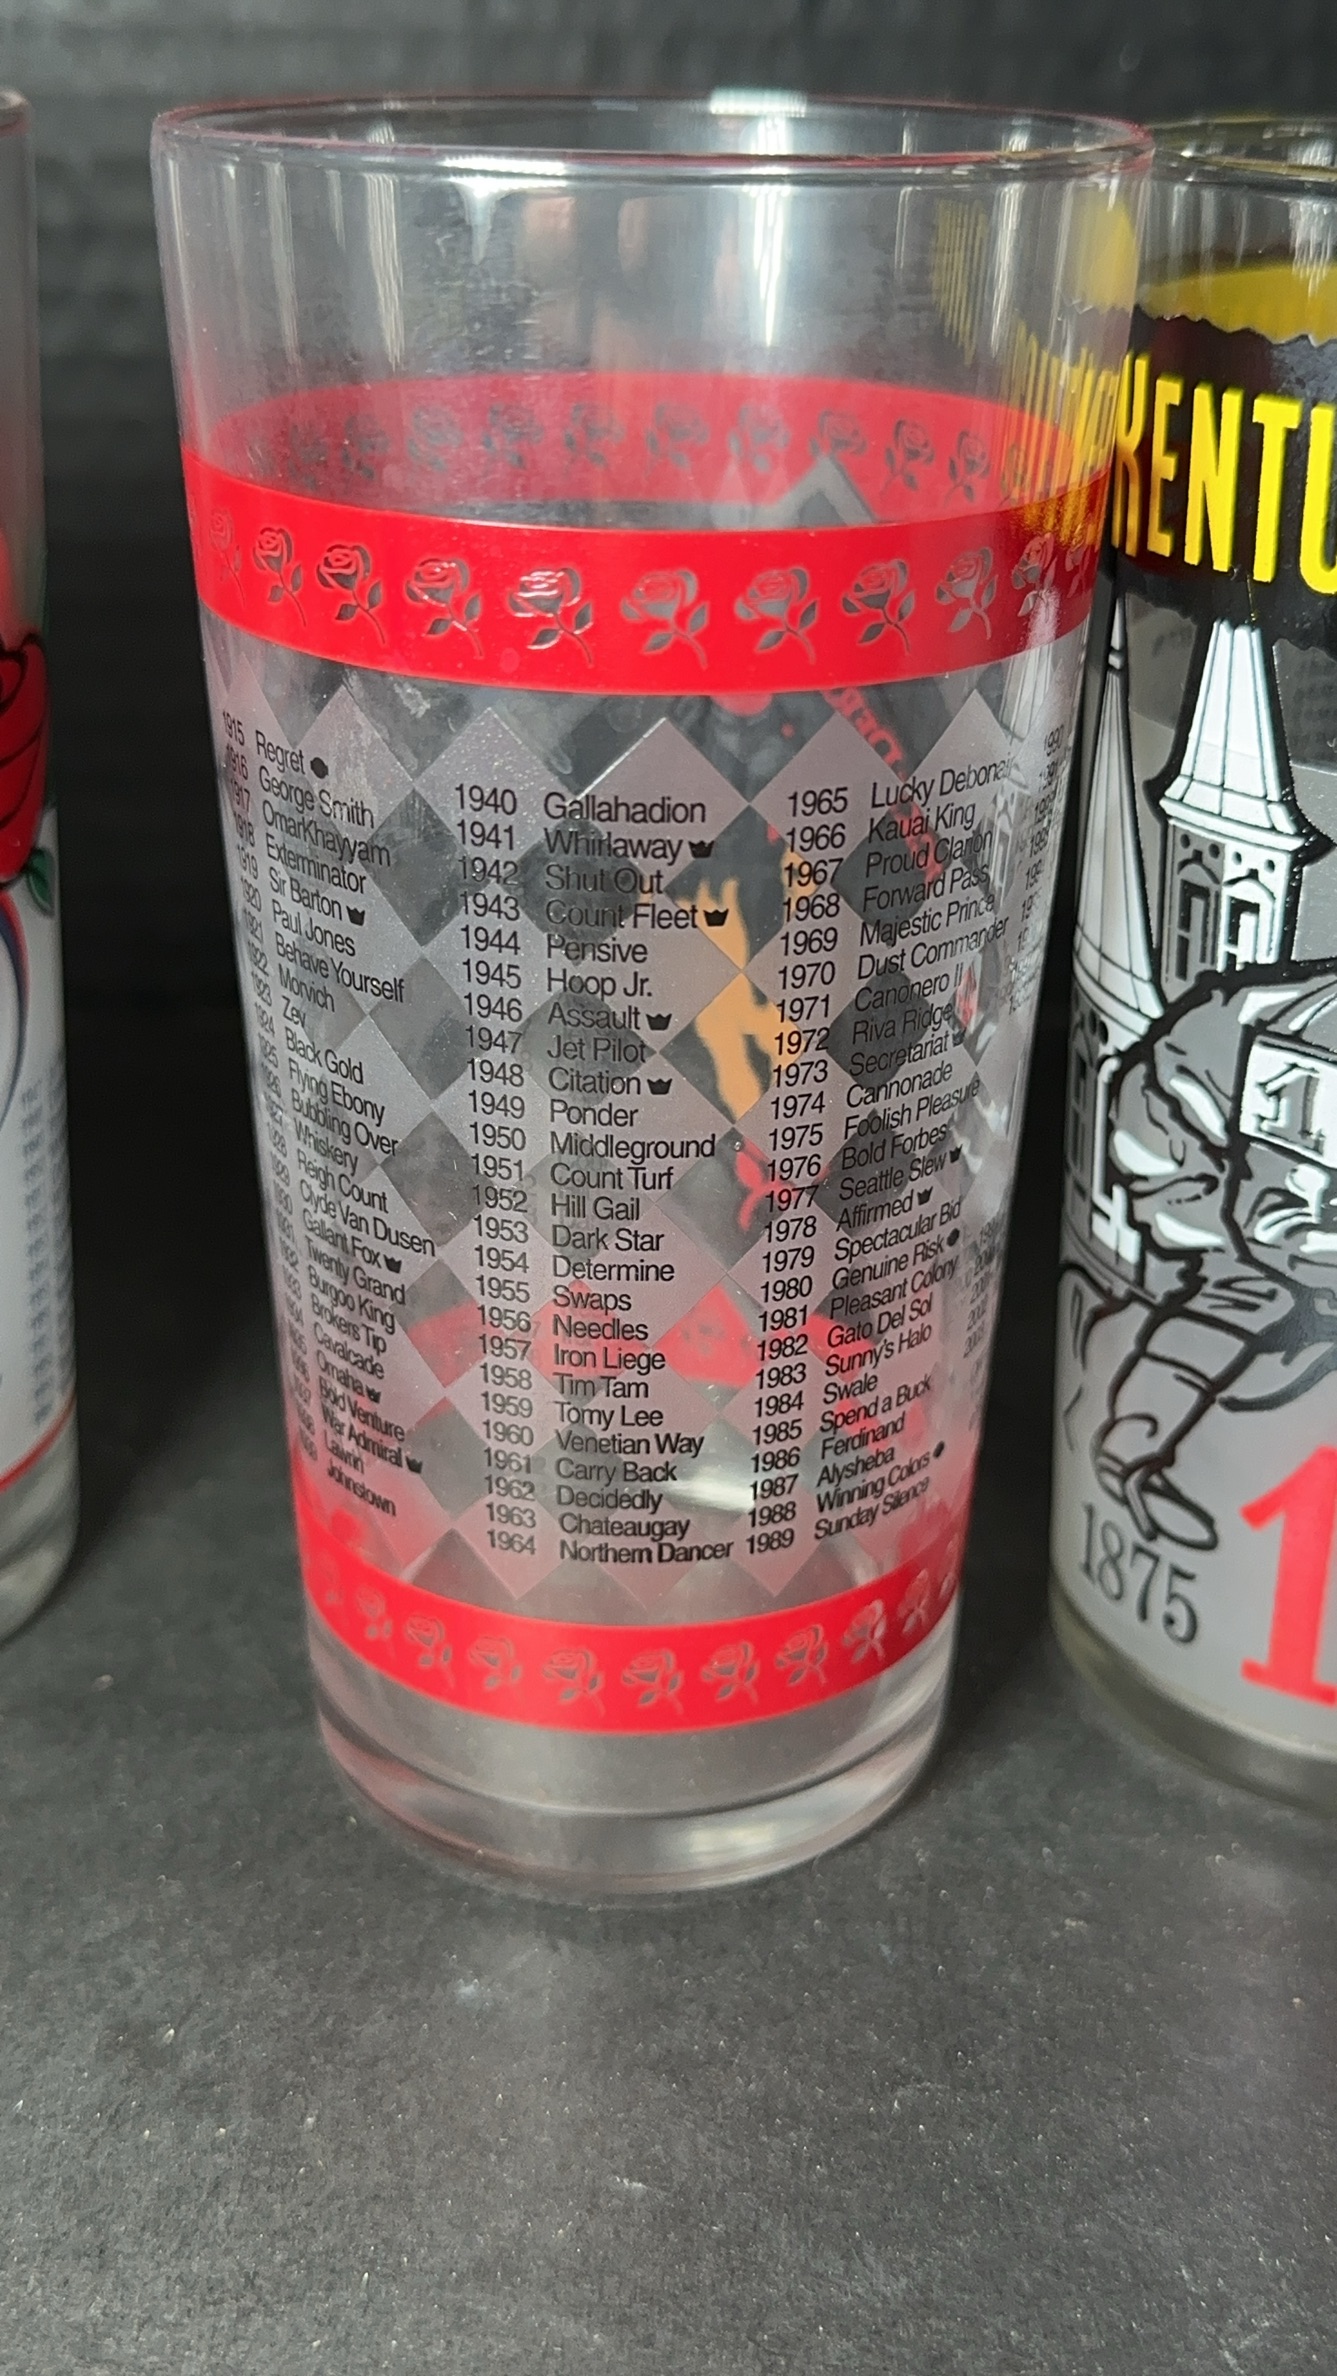 1915 Regret
1916 George Smith
1917 OmarKhayyam
1918 Exterminator
1919 Sir Barton
1920 Paul Jones
1921 Behave Yourself
1922 Morvich
1923 Zev
1924 Black Gold
1925 Flying Ebony
1926 Bubbling Over
1927 Whiskery
1928 Reigh Count
1929 Clyde Van Dusen
1930 Gallant Fox
1931 Twenty Grand
1932 Burgoo King
1933 Brokers Tip
1934 Cavalcade
1935 Omaha
1936 Bold Venture
1937 War Admiral
1938 Lawrin
1939 Johnstown
1940 Gallahadion
1941 Whirlaway
1942 Shut Out
1943 Count Fleet
1944 Pensive
1945 Hoop Jr.
1946 Assault
1947 Jet Pilot
1948 Citation
1949 Ponder
1950 Middleground
1951 Count Turf
1952 Hill Gail
1953 Dark Star
1954 Determine
1955 Swaps
1956 Needles
1957 Iron Liege
1958 Tim Tam
1959 Tomy Lee
1960 Venetian Way
1961 Carry Back
1962 Decidedly
1963 Chateaugay
1964 Northern Dancer
1965 Lucky Debonair
1966 Kauai King
1967 Proud Clarion
1968 Forward Pass
1969 Majestic Prince
1970 Dust Commander
1971 Canonero II
1972 Riva Ridge
1973 Secretariat
1974 Cannonade
1975 Foolish Pleasure
1976 Bold Forbes
1977 Seattle Slew
1978 Affirmed
1979 Spectacular Bid
1980 Genuine Risk
1981 Pleasant Colony
1982 Gato Del Sol
1983 Sunny's Halo
1984 Swale
1985 Spend a Buck
1986 Ferdinand
1987 Alysheba
1988 Winning Colors
1989 Sunday Silence
KENTU
1
1875
1